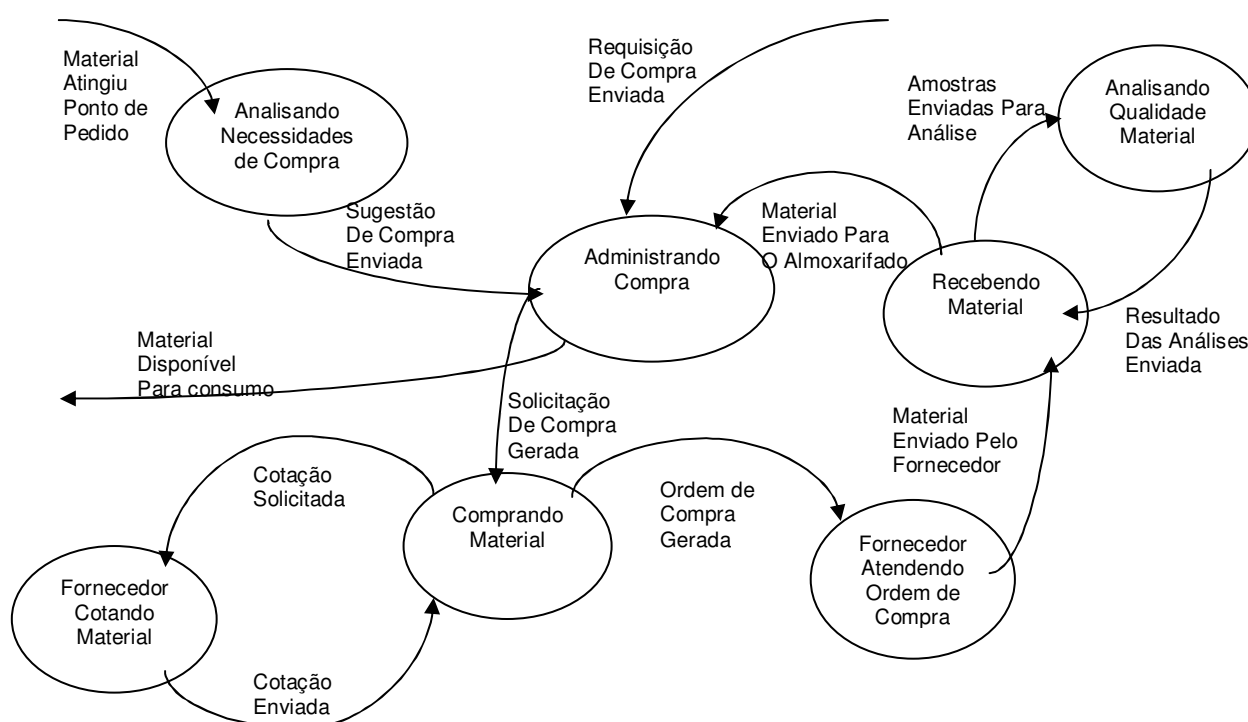 Material
Atingiu
Ponto de
Pedido
Analisando
Necessidades
de Compra
Requisição
De Compra
Enviada
Amostras
Enviadas Para
Análise
Analisando
Qualidade
Material
Sugestão
De Compra
Enviada
Administrando
Compra
Material
Enviado Para
O Almoxarifado
Recebendo
Material
Resultado
Das Análises
Enviada
Material
Disponível
Para consumo
Solicitação
De Compra
Gerada
Material
Enviado Pelo
Fornecedor
Cotação
Solicitada
Comprando
Material
Ordem de
Compra
Gerada
Fornecedor
Atendendo
Ordem de
Compra
Fornecedor
Cotando
Material
Cotação
Enviada